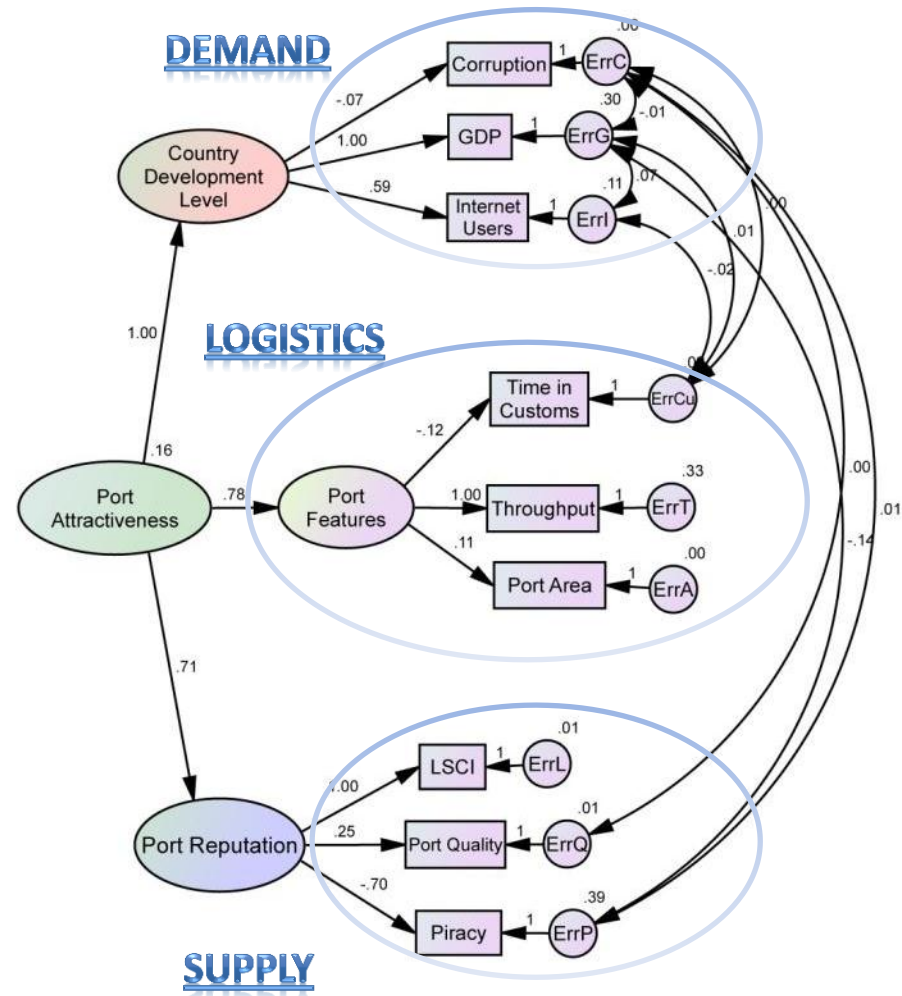 DEMAND
.00
Corruption
1
ErrC
-.07
.30
-.01
1.00
GDP
1
ErrG
Country
Development
Level
.59
.11
.07
Internet
Users
1
ErrI
.00
.01
-.02
1.00
LOGISTICS
Time in
Customs
1
ErrCu
-.12
.16
Port
Attractiveness
.78
Port
Features
1.00
Throughput
1
.33
ErrT
.00
.01
-.14
.11
.00
Port Area
1
ErrA
.71
.01
LSCI
1
ErrL
.00
.25
.01
Port Reputation
Port Quality
1
ErrQ
-.70
.39
Piracy
1
ErrP
SUPPLY